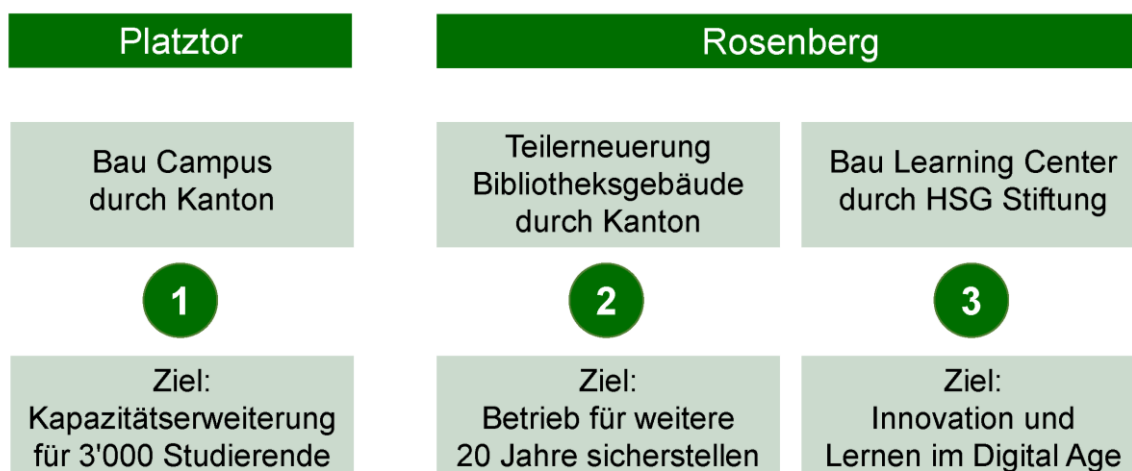 Platztor
Rosenberg
Bau Campus
durch Kanton
Teilerneuerung
Bibliotheksgebäude
durch Kanton
Bau Learning Center
durch HSG Stiftung
1
2
3
Ziel:
Kapazitätserweiterung
für 3'000 Studierende
Ziel:
Betrieb für weitere
20 Jahre sicherstellen
Ziel:
Innovation und
Lernen im Digital Age